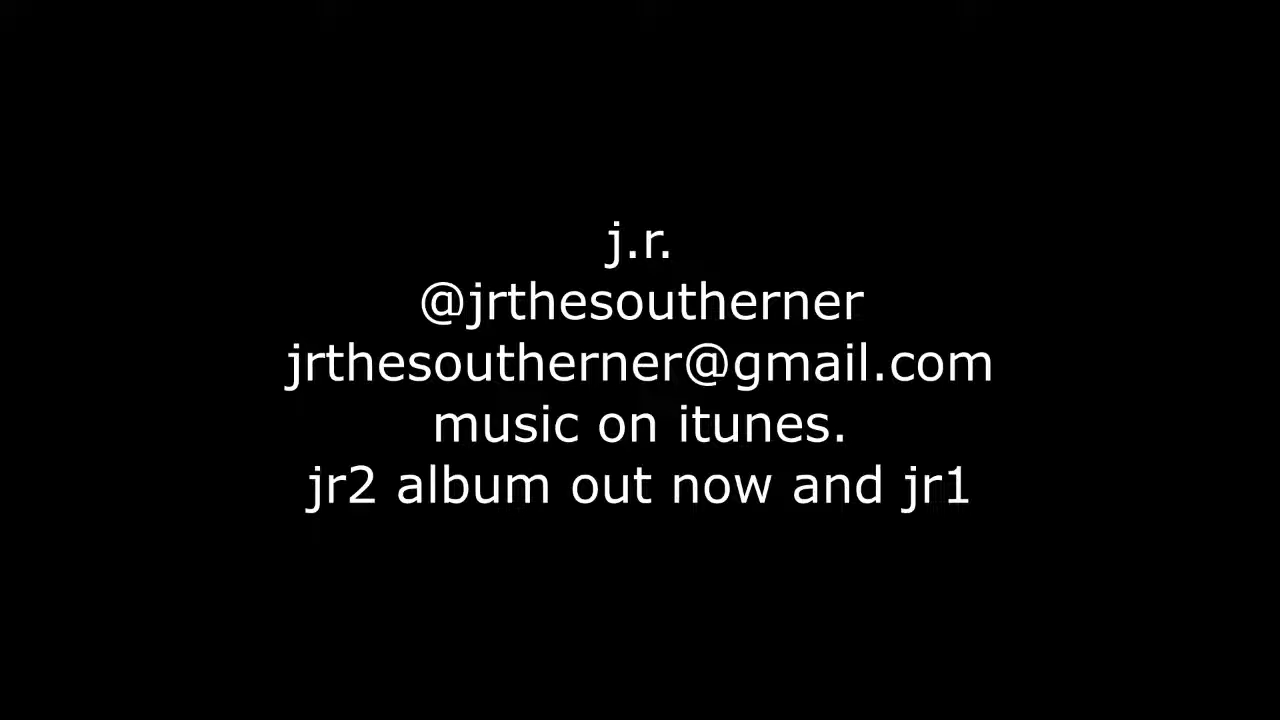 j.r.
@jrthesoutherner
jrthesoutherner@gmail.com
music on itunes.
jr2 album out now and jr1